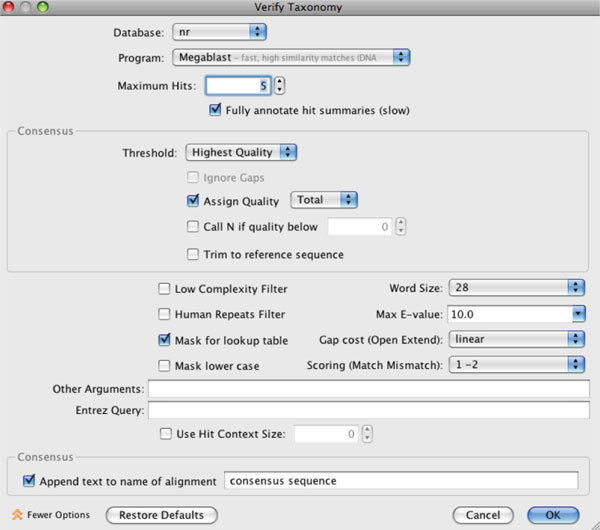 Verify Taxonomy
Database: nr
Program: Megablast - fast, high similarity matches (DNA
Maximum Hits: 5
Fully annotate hit summaries (slow)
Consensus
Threshold: Highest Quality
Ignore Gaps
Assign Quality Total
Call N if quality below 0
Trim to reference sequence
Low Complexity Filter Word Size: 28
Human Repeats Filter Max E-value: 10.0
Mask for lookup table Gap cost (Open Extend): linear
Mask lower case Scoring (Match Mismatch): 1 -2
Other Arguments:
Entrez Query:
Use Hit Context Size: 0
Consensus
Append text to name of alignment consensus sequence
Fewer Options Restore Defaults Cancel OK